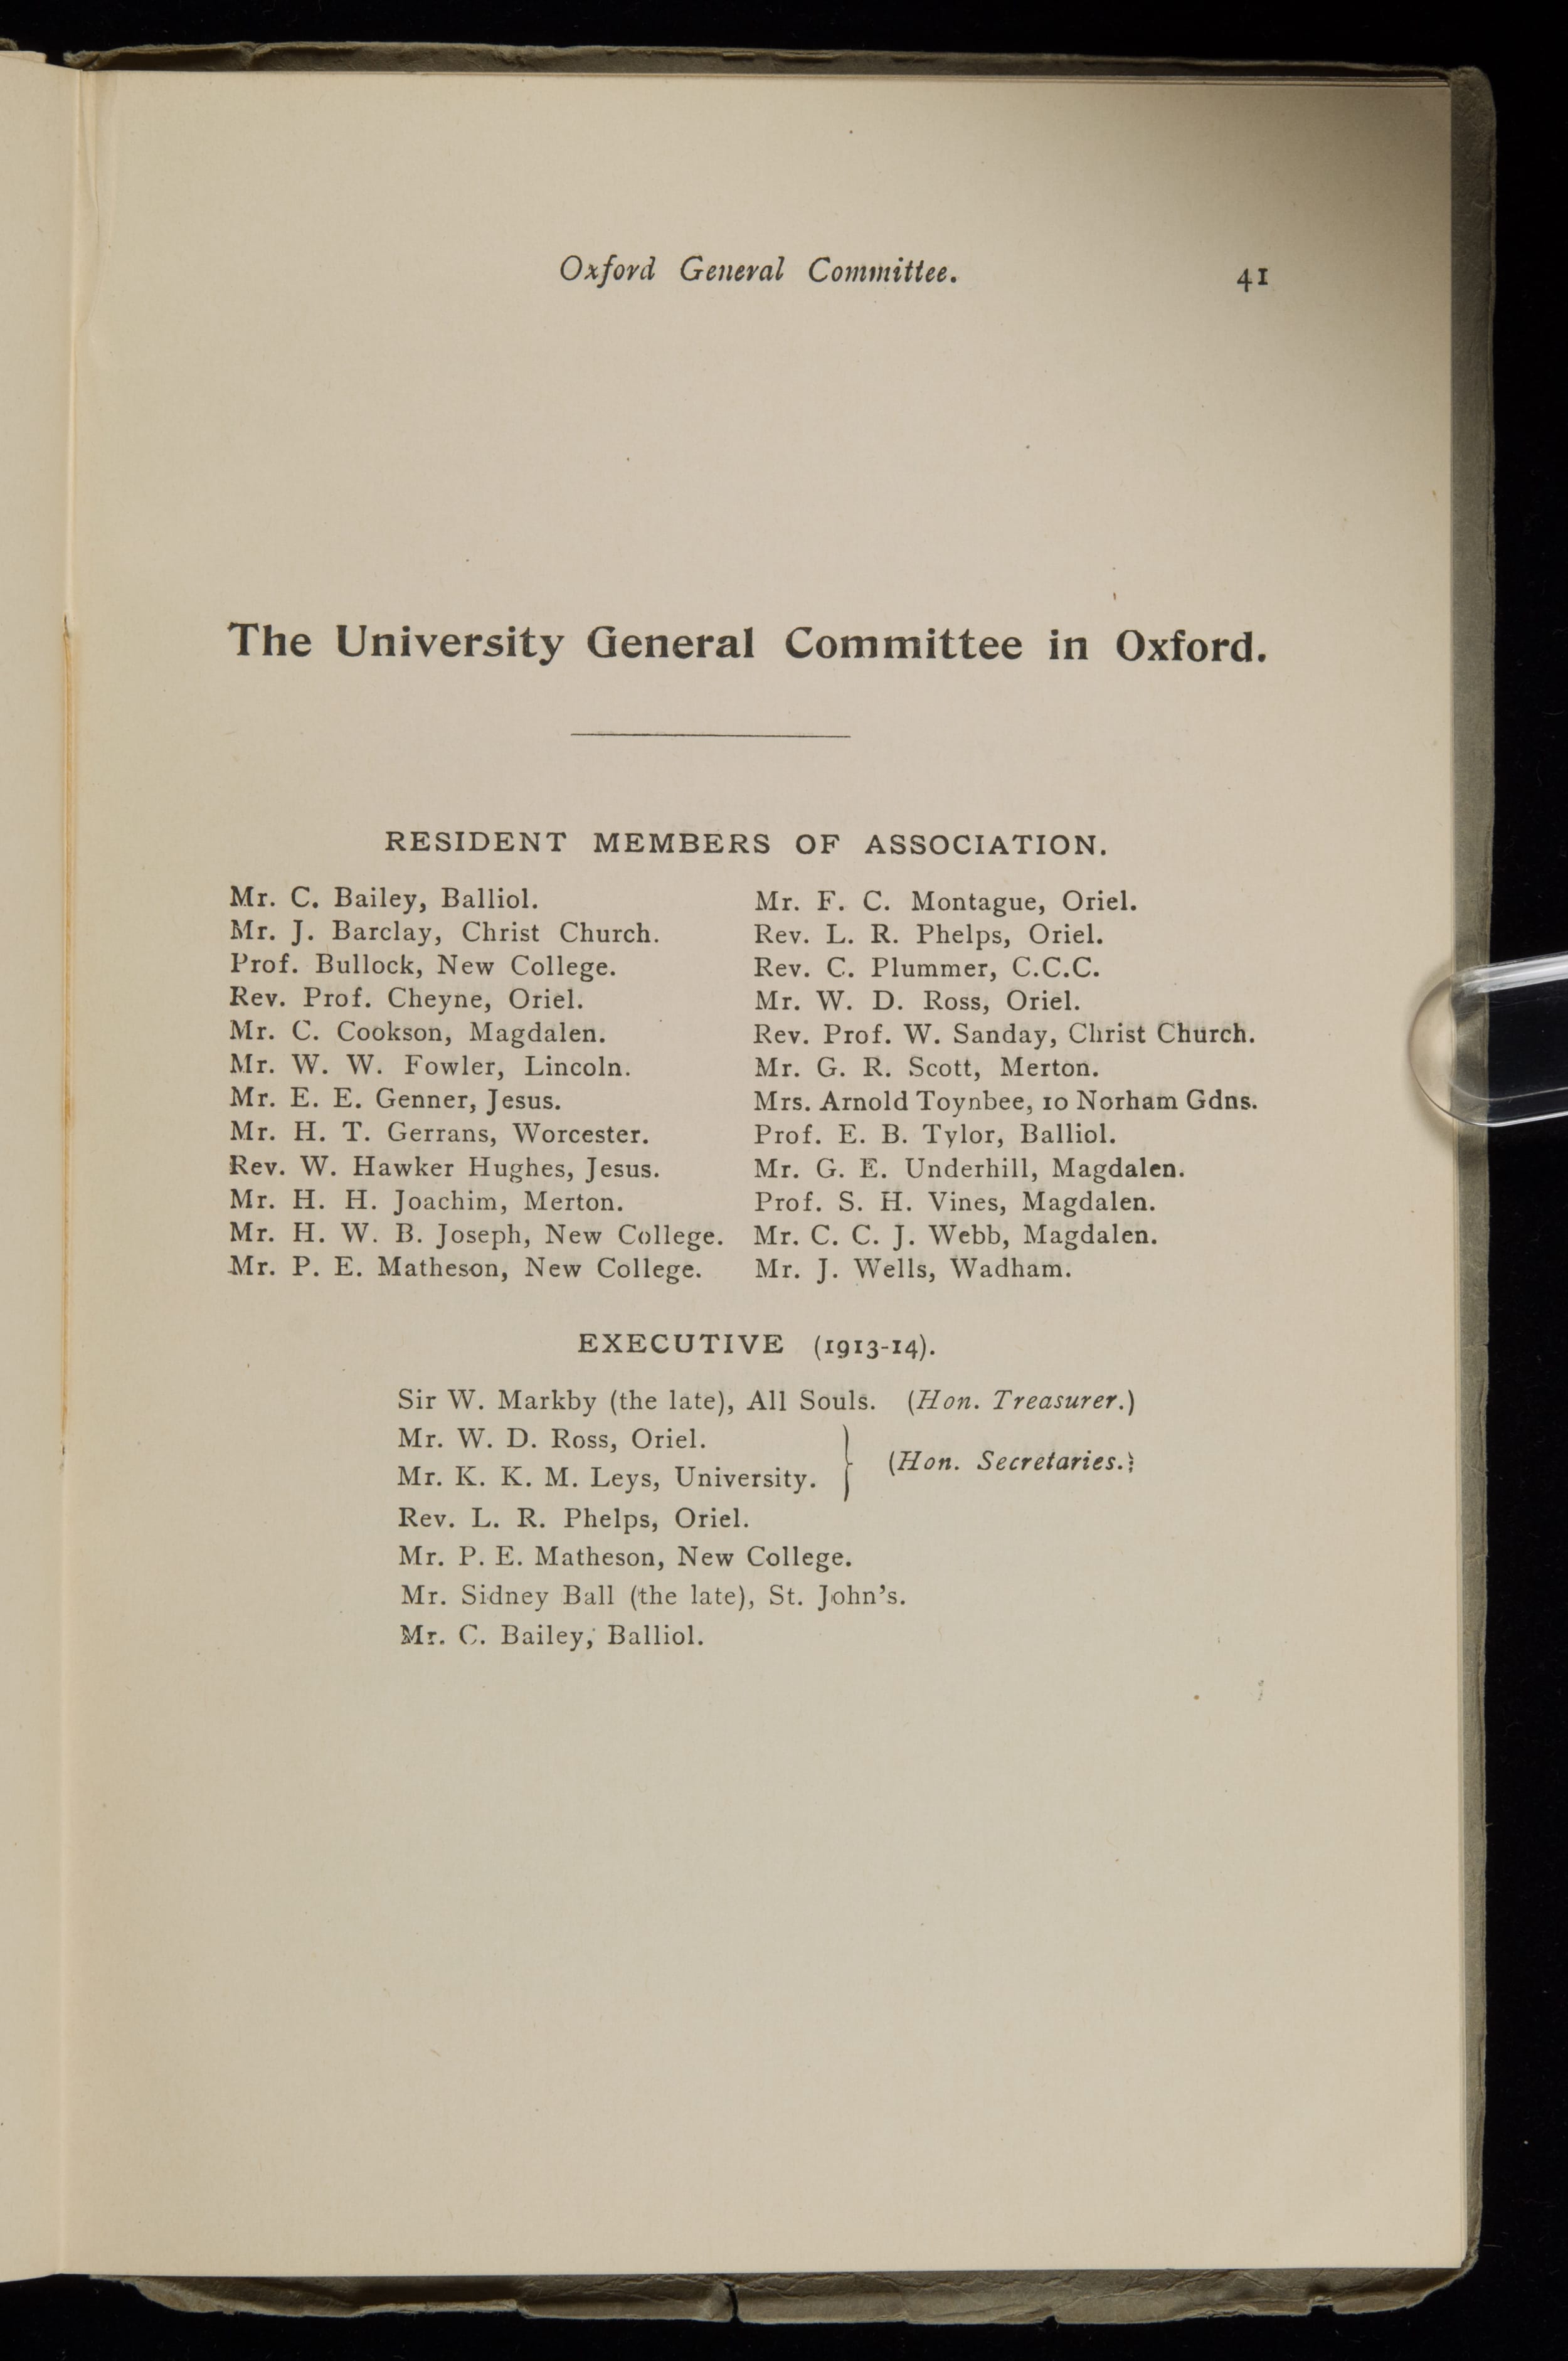 Oxford General Committee.
41
The University General Committee in Oxford.
RESIDENT MEMBERS OF ASSOCIATION.
Mr. C. Bailey, Balliol.
Mr. J. Barclay, Christ Church.
Prof. Bullock, New College.
Rev. Prof. Cheyne, Oriel.
Mr. C. Cookson, Magdalen.
Mr. W. W. Fowler, Lincoln.
Mr. E. E. Genner, Jesus.
Mr. H. T. Gerrans, Worcester.
Rev. W. Hawker Hughes, Jesus.
Mr. H. H. Joachim, Merton.
Mr. H. W. B. Joseph, New College.
Mr. P. E. Matheson, New College.
Mr. F. C. Montague, Oriel.
Rev. L. R. Phelps, Oriel.
Rev. C. Plummer, C.C.C.
Mr. W. D. Ross, Oriel.
Rev. Prof. W. Sanday, Christ Church.
Mr. G. R. Scott, Merton.
Mrs. Arnold Toynbee, 10 Norham Gdns.
Prof. E. B. Tylor, Balliol.
Mr. G. E. Underhill, Magdalen.
Prof. S. H. Vines, Magdalen.
Mr. C. C. J. Webb, Magdalen.
Mr. J. Wells, Wadham.
EXECUTIVE (1913-14).
Sir W. Markby (the late), All Souls. (Hon. Treasurer.)
Mr. W. D. Ross, Oriel.
Mr. K. K. M. Leys, University.
(Hon. Secretaries.)
Rev. L. R. Phelps, Oriel.
Mr. P. E. Matheson, New College.
Mr. Sidney Ball (the late), St. John's.
Mr. C. Bailey, Balliol.